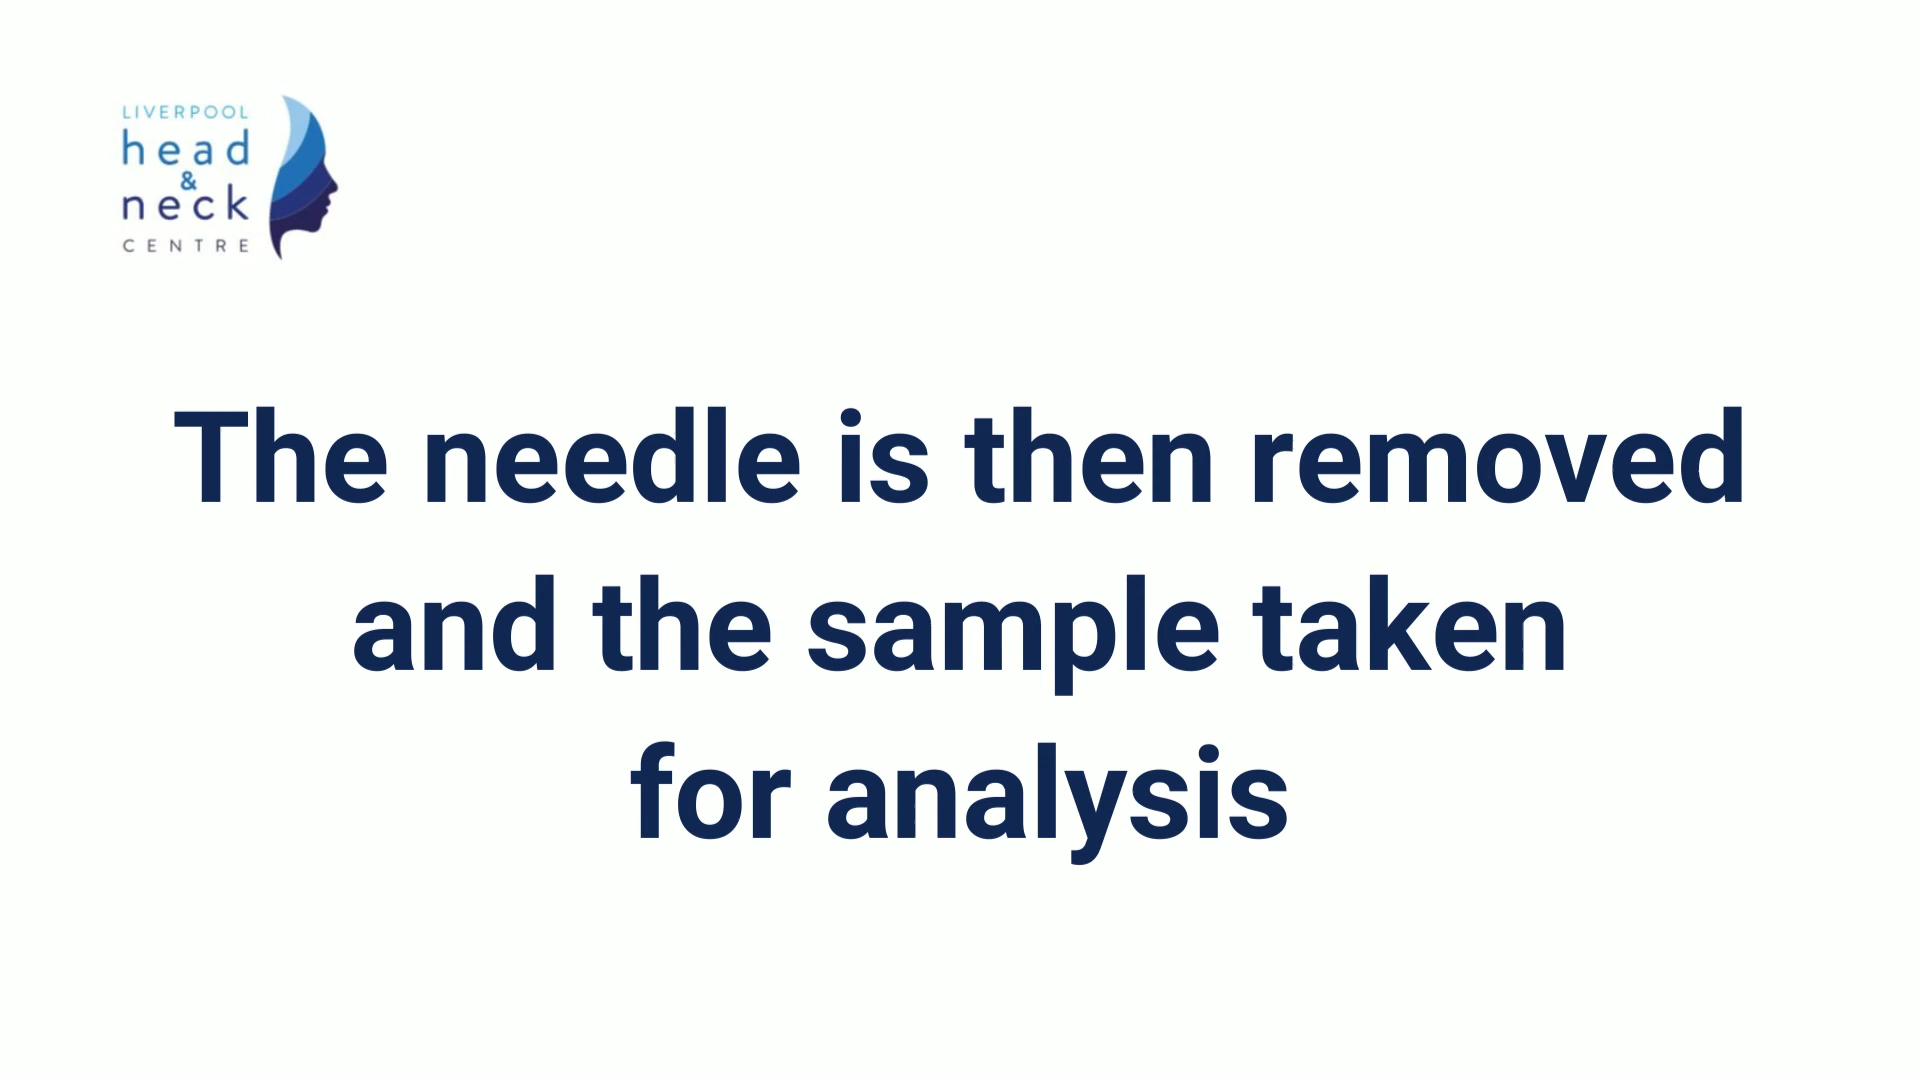 LIVERPOOL
head
&
neck
CENTRE
The needle is then removed
and the sample taken
for analysis